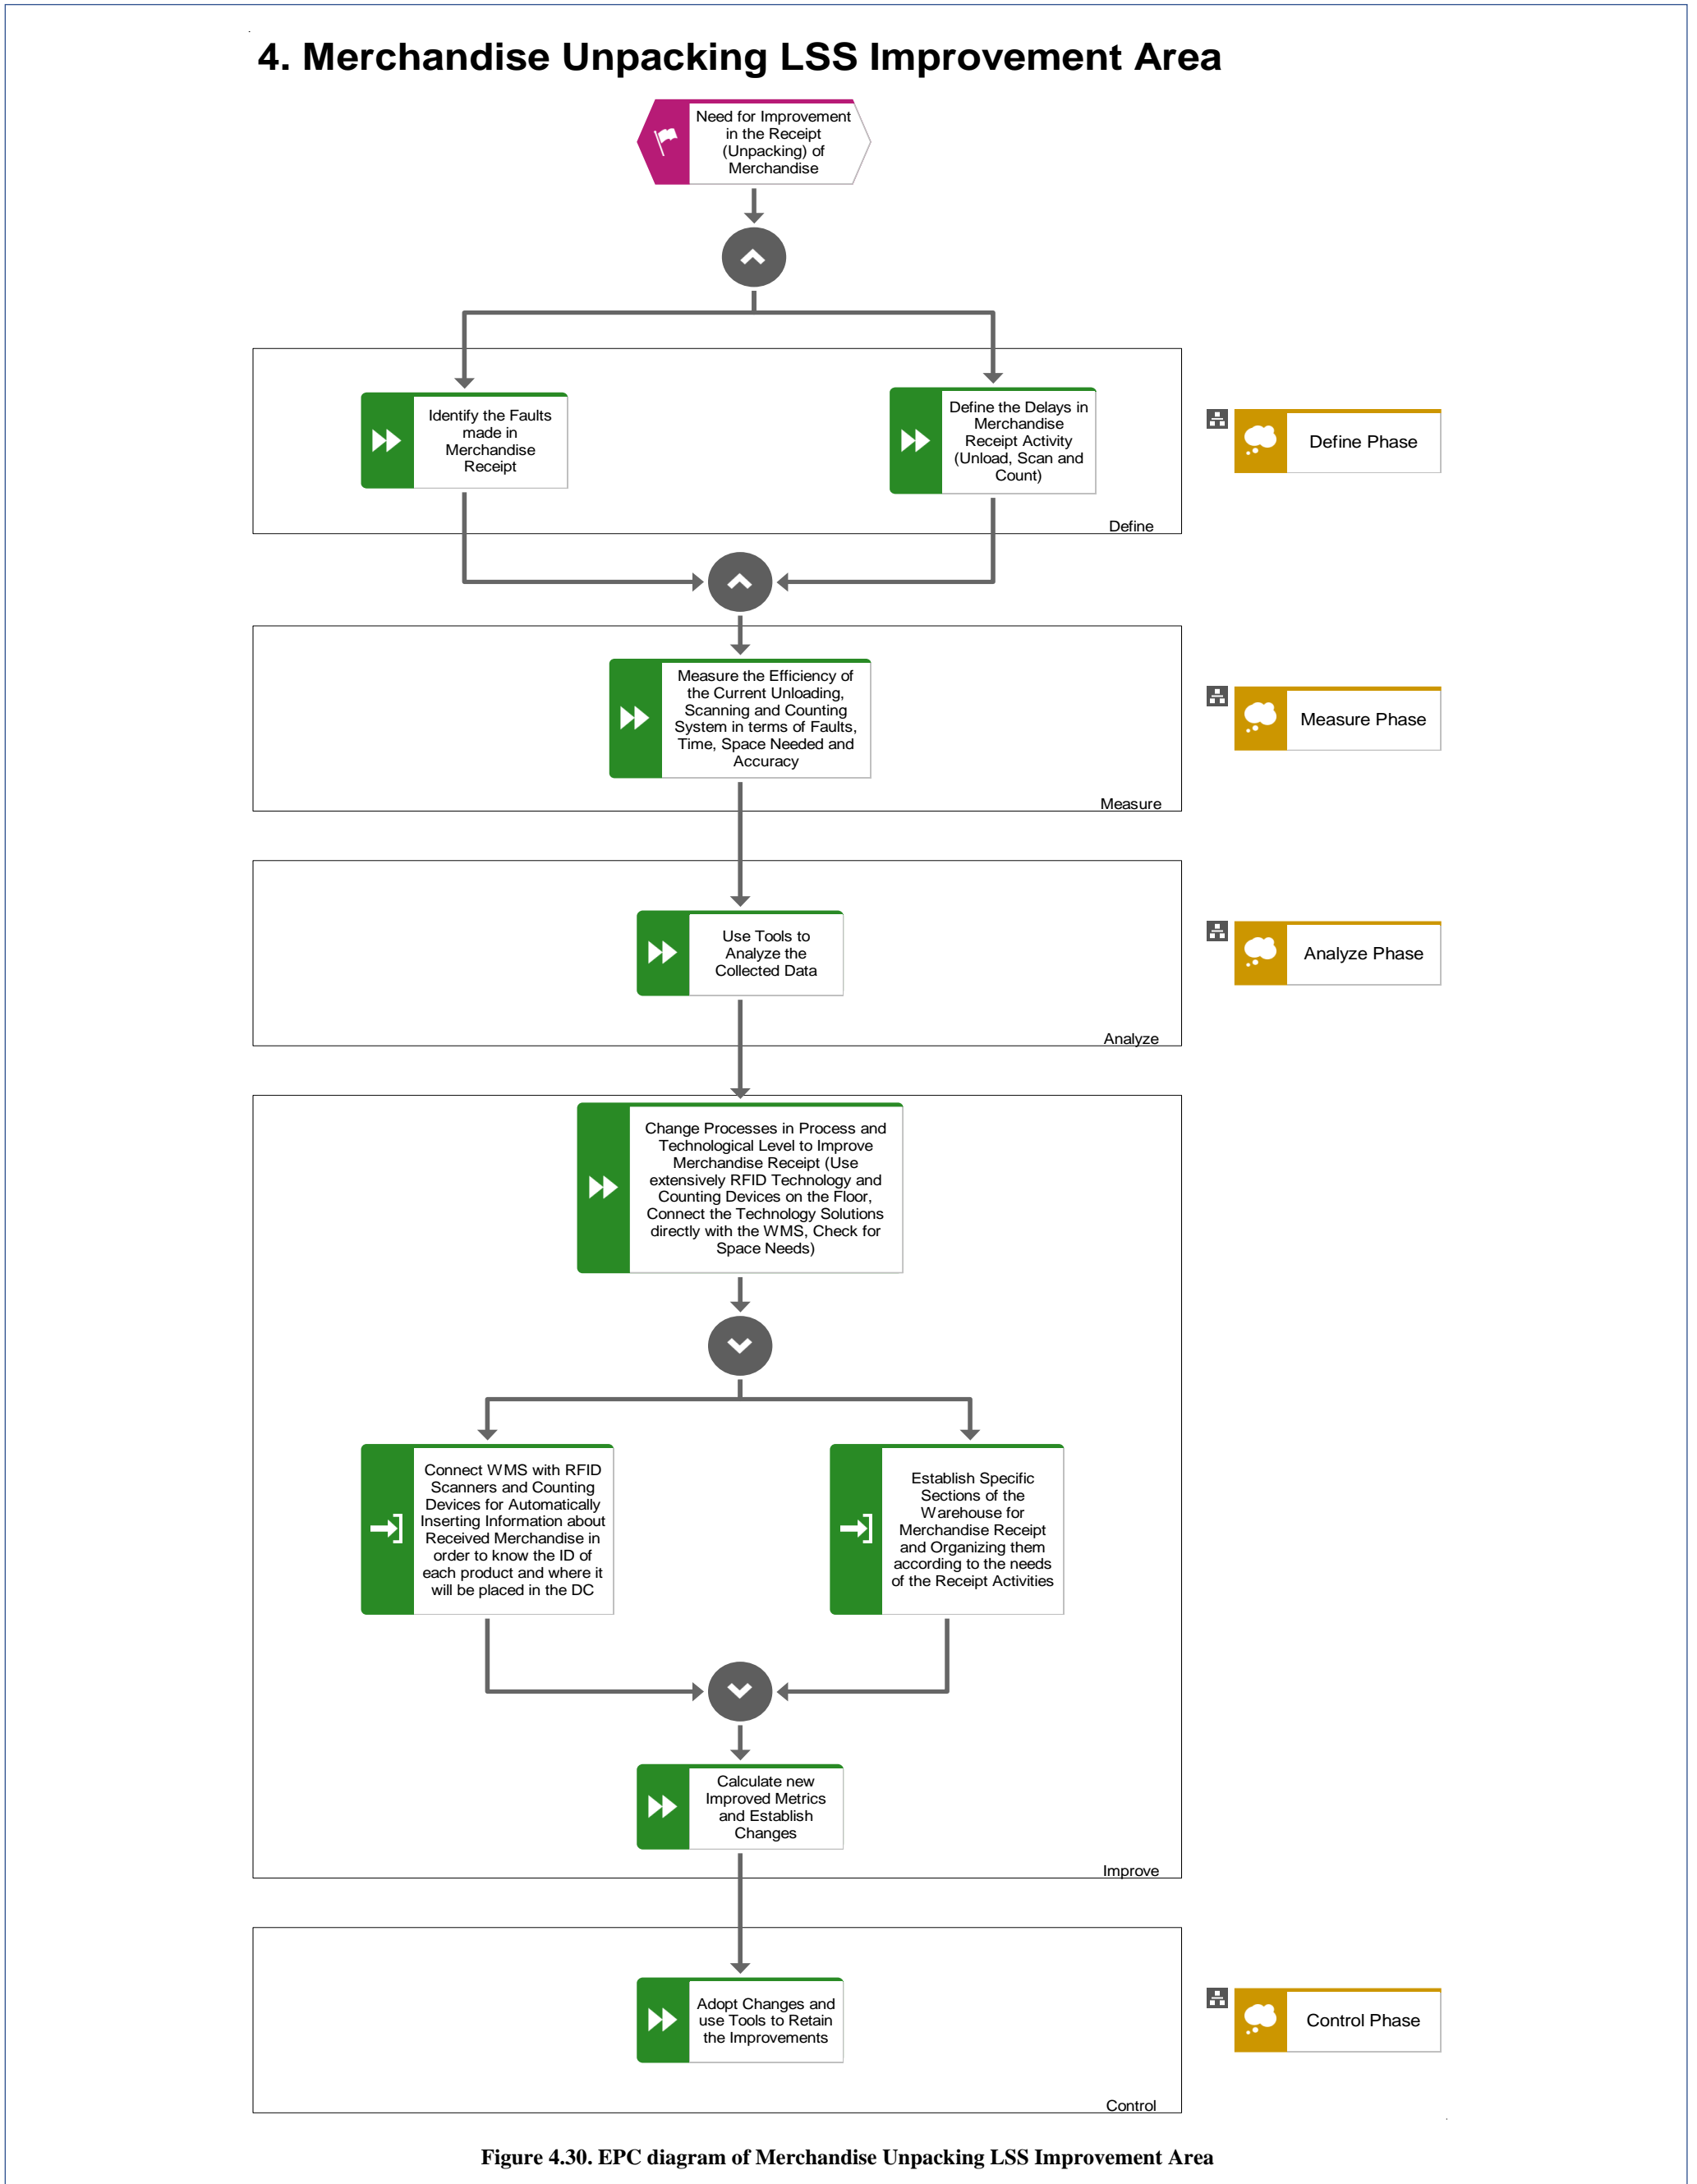 4. Merchandise Unpacking LSS Improvement Area
Need for Improvement
in the Receipt
(Unpacking) of
Merchandise
Identify the Faults
made in
Merchandise
Receipt
Define the Delays in
Merchandise
Receipt Activity
(Unload, Scan and
Count)
Define Phase
Define
Measure the Efficiency of
the Current Unloading,
Scanning and Counting
System in terms of Faults,
Time, Space Needed and
Accuracy
Measure Phase
Measure
Use Tools to
Analyze the
Collected Data
Analyze Phase
Analyze
Change Processes in Process and
Technological Level to Improve
Merchandise Receipt (Use
extensively RFID Technology and
Counting Devices on the Floor,
Connect the Technology Solutions
directly with the WMS, Check for
Space Needs)
Connect WMS with RFID
Scanners and Counting
Devices for Automatically
Inserting Information about
Received Merchandise in
order to know the ID of
each product and where it
will be placed in the DC
Establish Specific
Sections of the
Warehouse for
Merchandise Receipt
and Organizing them
according to the needs
of the Receipt Activities
Calculate new
Improved Metrics
and Establish
Changes
Improve
Adopt Changes and
use Tools to Retain
the Improvements
Control Phase
Control
Figure 4.30. EPC diagram of Merchandise Unpacking LSS Improvement Area